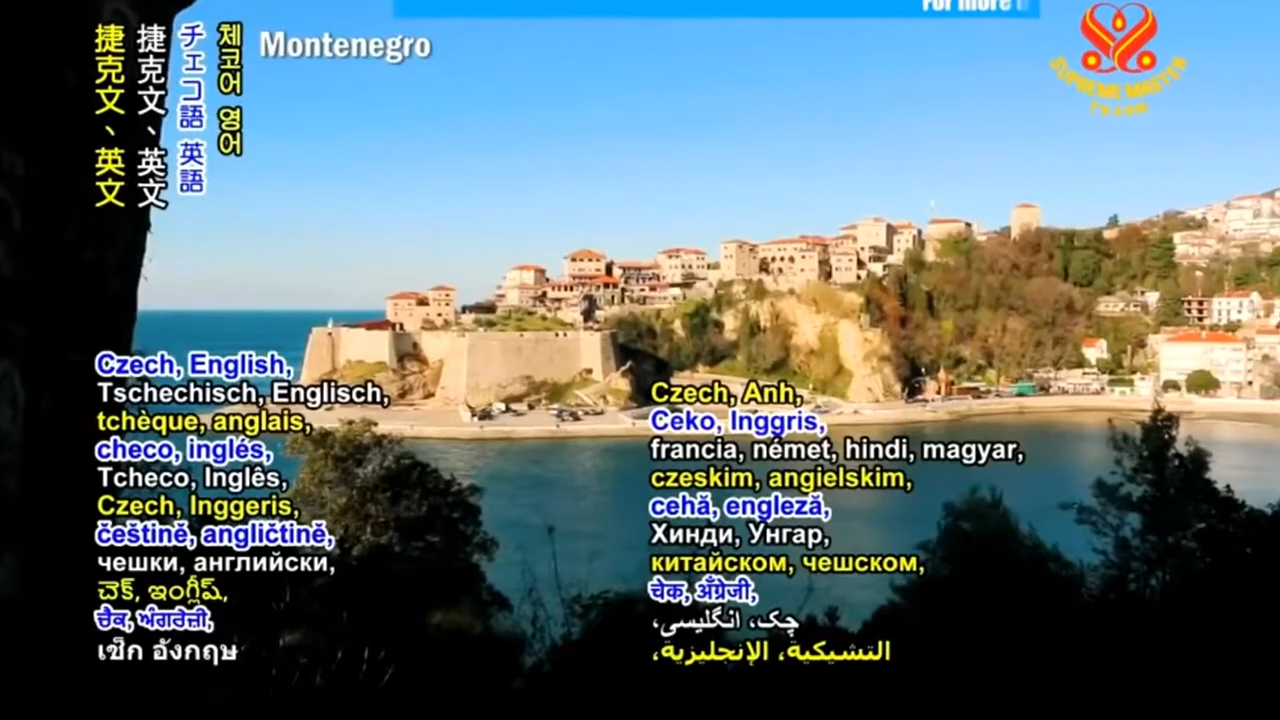 For more
Montenegro
SUPREME MASTER
TV.COM
체코어 영어
チェコ語 英語
捷克文、英文
捷克文、英文
Czech, English,
Tschechisch, Englisch,
tchèque, anglais,
checo, inglés,
Tcheco, Inglês,
Czech, Inggeris,
češtině, angličtině,
чешки, английски,
చెక్, ఇంగ్లీష్,
ਚੈਕ, ਅੰਗਰੇਜ਼ੀ,
เช็ก อังกฤษ
Czech, Anh,
Ceko, Inggris,
francia, német, hindi, magyar,
czeskim, angielskim,
cehă, engleză,
Хинди, Унгар,
китайском, чешском,
चेक, अँग्रेजी,
چک، انگلیسی،
التشيكية، الإنجليزية،